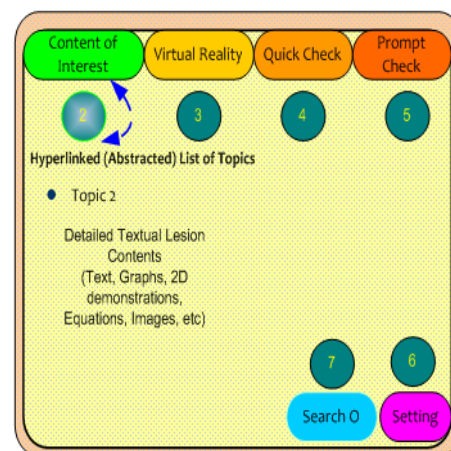 Content of
Interest
Virtual Reality
Quick Check
Prompt
Check
2
3
4
5
Hyperlinked (Abstracted) List of Topics
Topic 2
Detailed Textual Lesion
Contents
(Text, Graphs, 2D
demonstrations,
Equations, Images, etc)
7
6
Search O
Setting